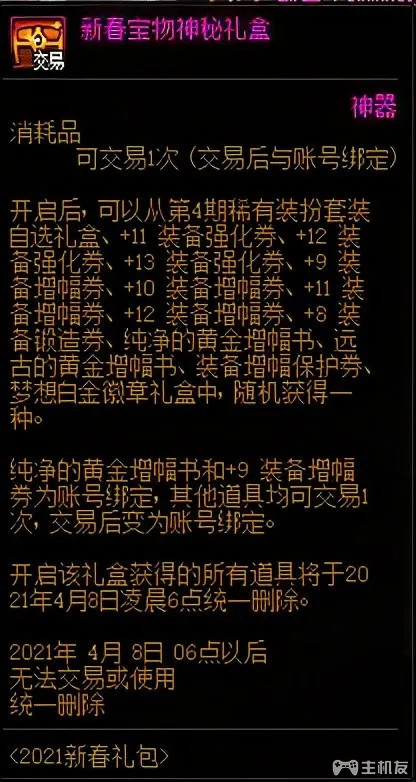 新春宝物神秘礼盒
交易
神器
消耗品
可交易1次 (交易后与账号绑定)
开启后, 可以从第4期稀有装扮套装
自选礼盒、+11 装备强化券、+12 装
备强化券、+13 装备强化券、+9 装
备增幅券、+10 装备增幅券、+11 装
备增幅券、+12 装备增幅券、+8 装
备锻造券、纯净的黄金增幅书、远
古的黄金增幅书、装备增幅保护券、
梦想白金徽章礼盒中, 随机获得一
种。
纯净的黄金增幅书和+9 装备增幅
券为账号绑定, 其他道具均可交易1
次, 交易后变为账号绑定。
开启该礼盒获得的所有道具将于20
21年4月8日凌晨6点统一删除。
2021年 4月 8日 06点以后
无法交易或使用
统一删除
<2021新春礼包>
主机友